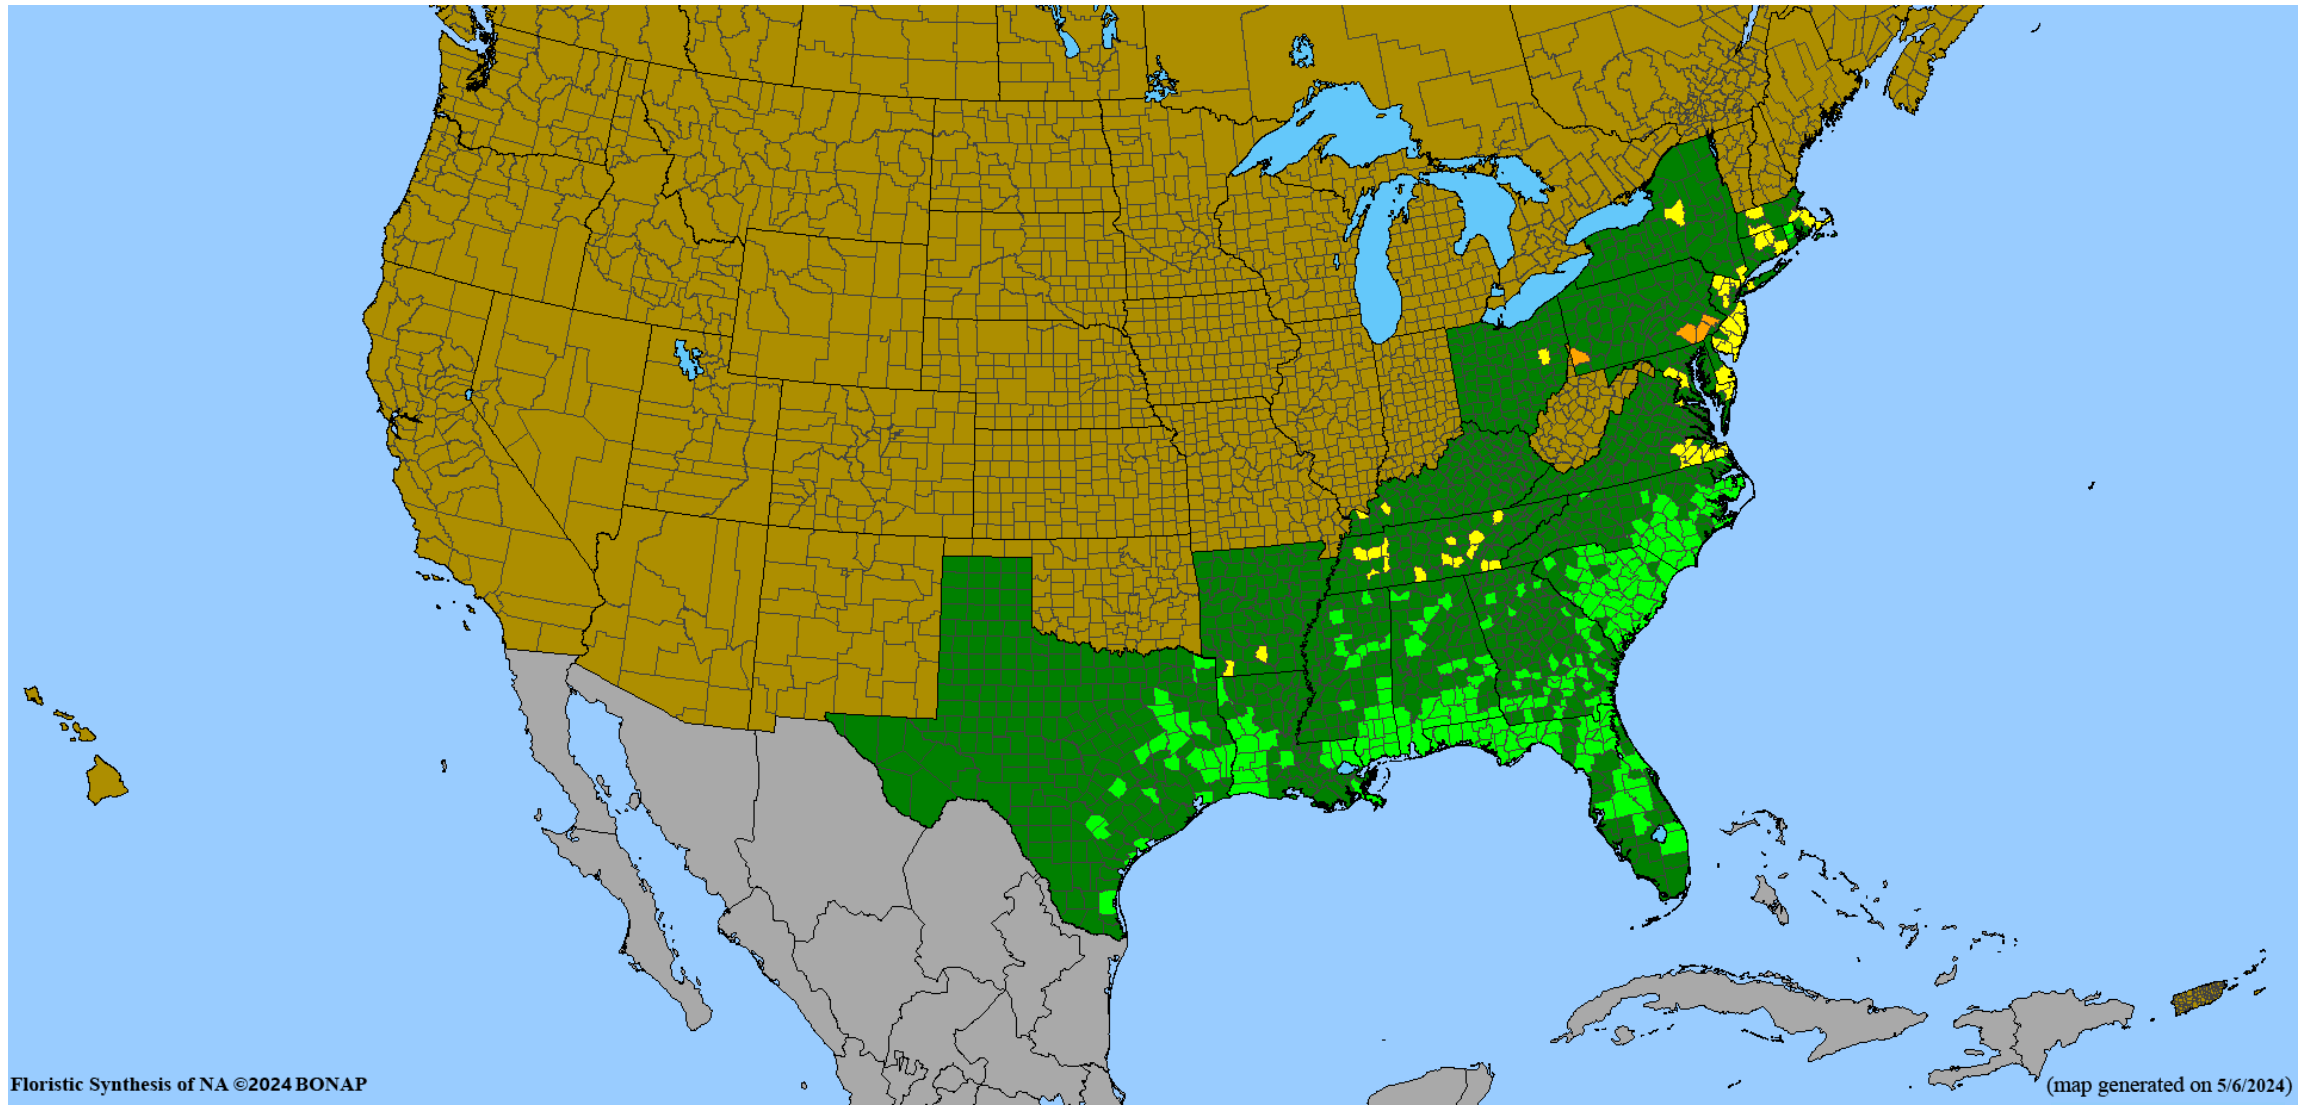 Floristic Synthesis of NA ©2024 BONAP
(map generated on 5/6/2024)